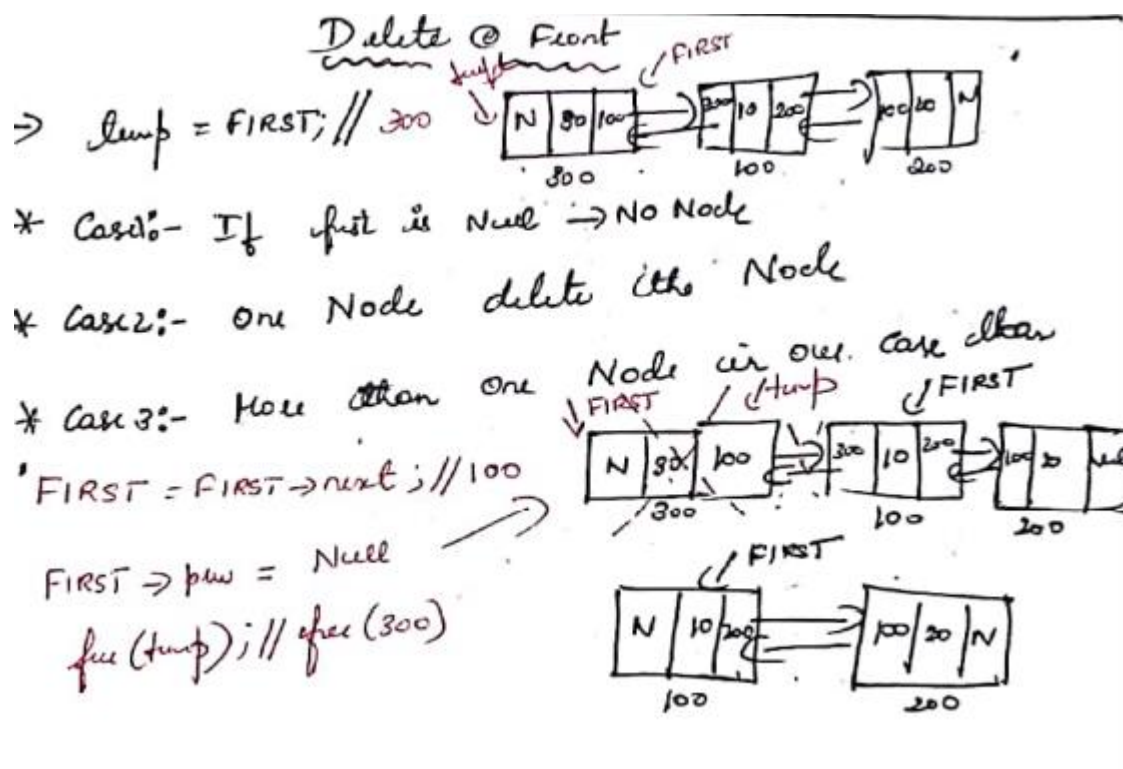 Delete @ Front
temp FIRST
→ temp = FIRST; // 300 N 30 100 300 10 200 100 20 N
300 100 200
* Case1:- If first is Null → No Node
* Case2:- One Node delete the Node
* Case3:- More than one Node in our case than
FIRST temp FIRST
N 30 100 300 10 200 100 20 Null
300 100 200
FIRST = FIRST → next ; // 100
FIRST → prev = Null
FIRST
N 10 200 100 20 N
100 200
free (temp); // free (300)